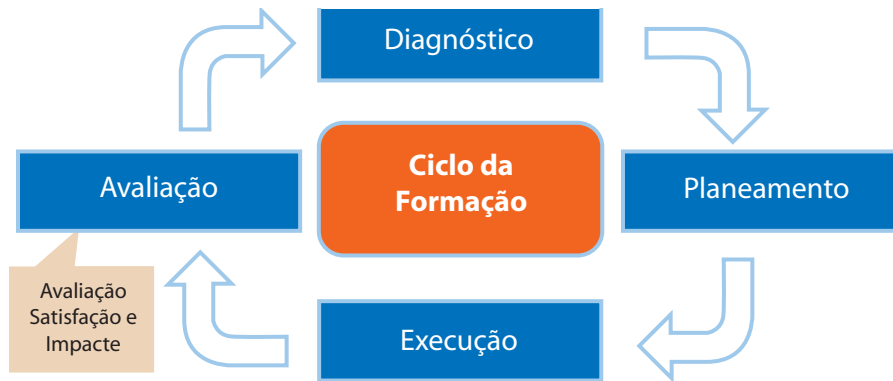 Diagnóstico
Avaliação
Ciclo da
Formação
Planeamento
Avaliação
Satisfação e
Impacte
Execução